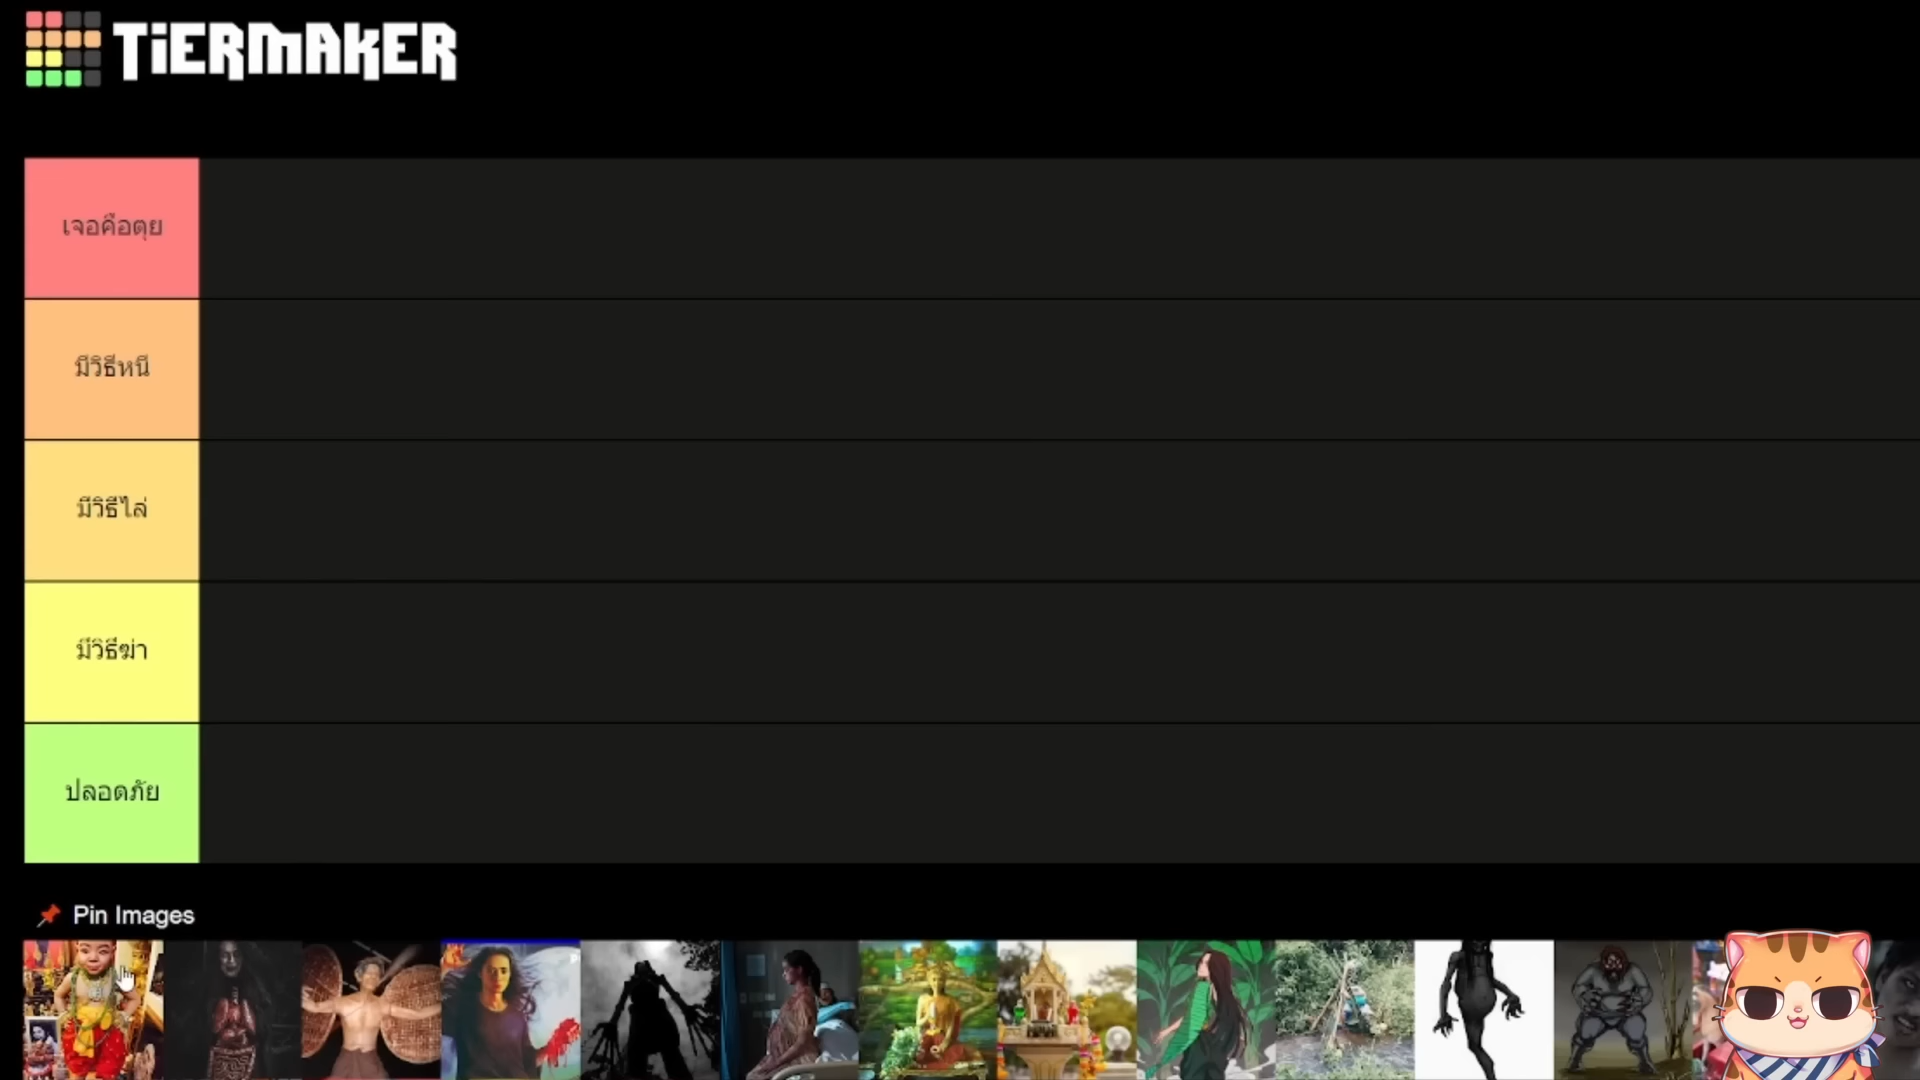 TiERMAKER
เจอคือตุย
มีวิธีหนี
มีวิธีไล่
มีวิธีฆ่า
ปลอดภัย
Pin Images